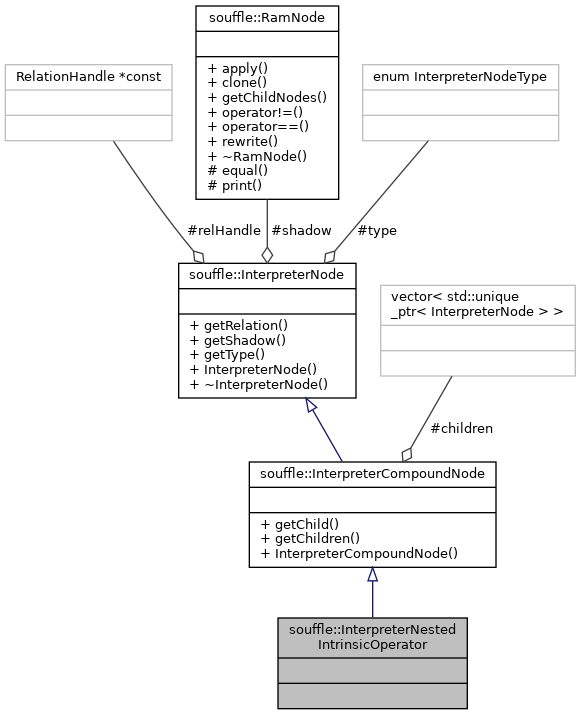 souffle::RamNode
+ apply()
+ clone()
+ getChildNodes()
+ operator!=()
+ operator==()
+ rewrite()
+ ~RamNode()
# equal()
# print()
RelationHandle *const
enum InterpreterNodeType
#relHandle
#shadow
#type
souffle::InterpreterNode
+ getRelation()
+ getShadow()
+ getType()
+ InterpreterNode()
+ ~InterpreterNode()
vector< std::unique
_ptr< InterpreterNode > >
#children
souffle::InterpreterCompoundNode
+ getChild()
+ getChildren()
+ InterpreterCompoundNode()
souffle::InterpreterNested
IntrinsicOperator